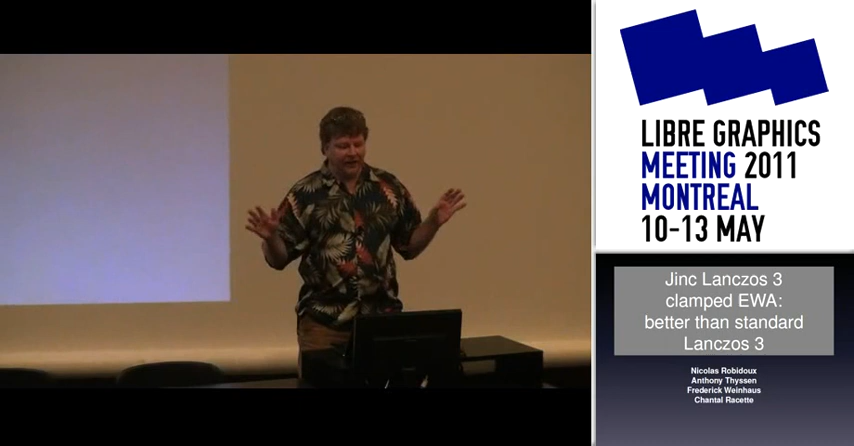 LIBRE GRAPHICS
MEETING 2011
MONTREAL
10-13 MAY
Jinc Lanczos 3
clamped EWA:
better than standard
Lanczos 3
Nicolas Robidoux
Anthony Thyssen
Frederick Weinhaus
Chantal Racette